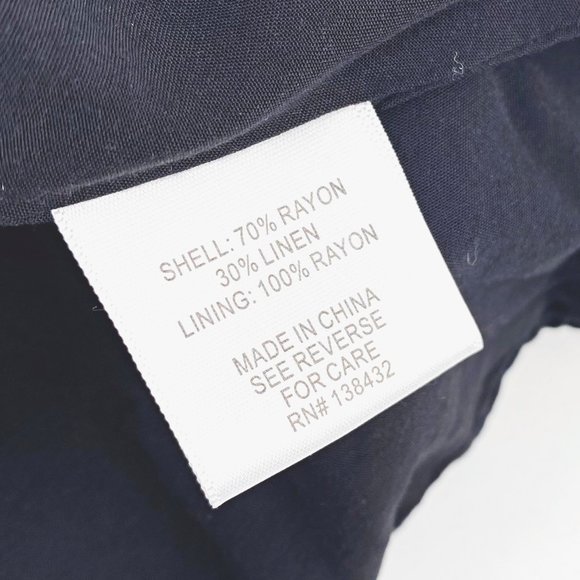 SHELL: 70% RAYON
30% LINEN
LINING: 100% RAYON
MADE IN CHINA
SEE REVERSE
FOR CARE
RN# 138432